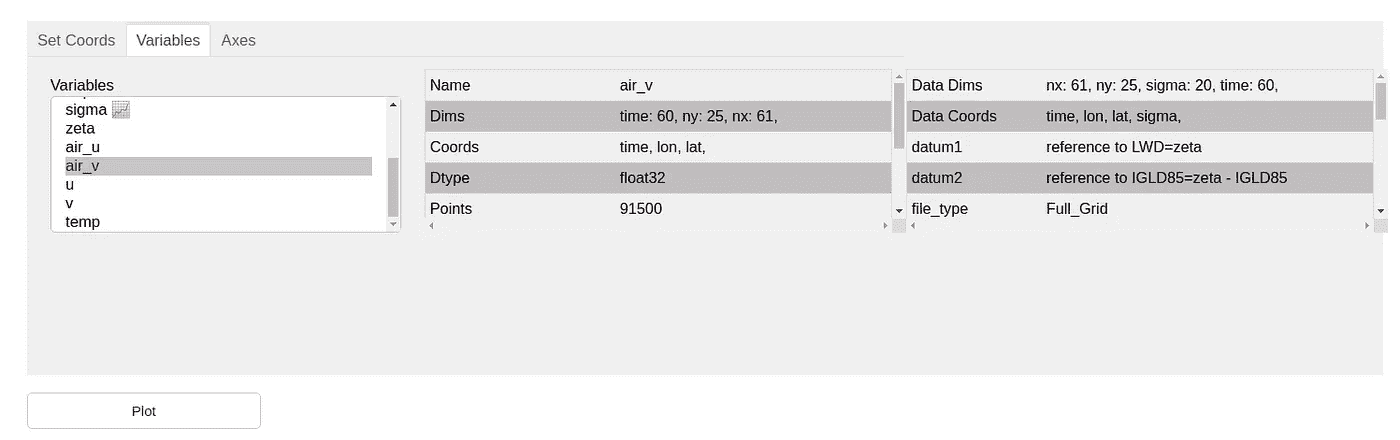 Set Coords Variables Axes
Variables
sigma
zeta
air_u
air_v
u
v
temp
Name air_v
Dims time: 60, ny: 25, nx: 61,
Coords time, lon, lat,
Dtype float32
Points 91500
Data Dims nx: 61, ny: 25, sigma: 20, time: 60,
Data Coords time, lon, lat, sigma,
datum1 reference to LWD=zeta
datum2 reference to IGLD85=zeta - IGLD85
file_type Full_Grid
Plot